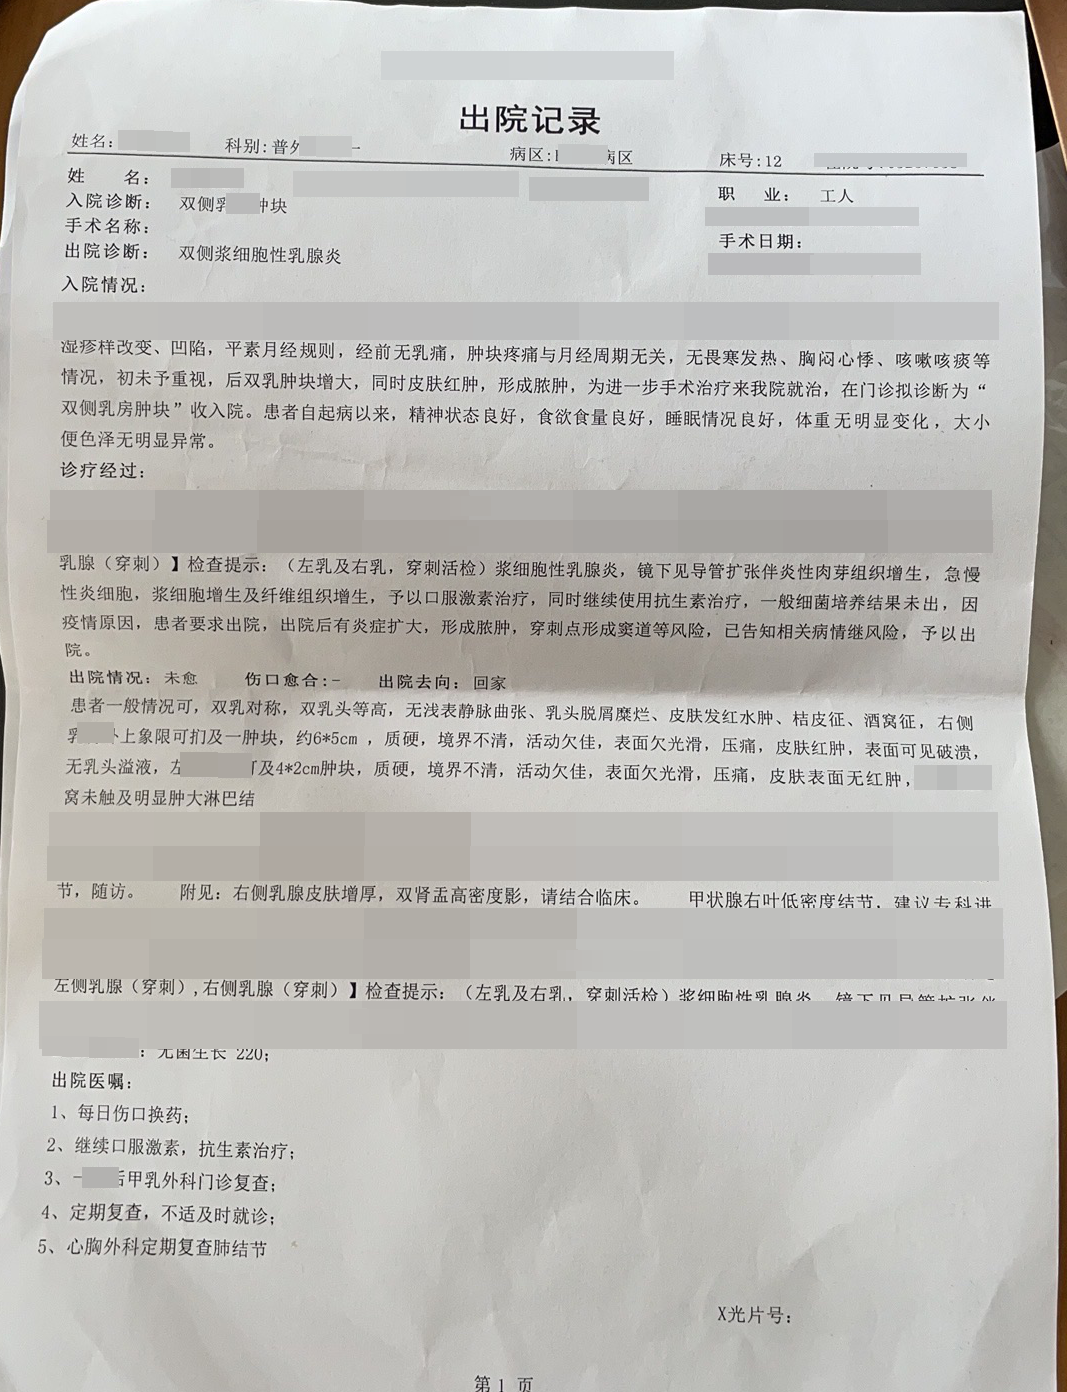 出院记录
姓名: 科别:普外 病区: 病区 床号:12
姓 名: 职 业: 工人
入院诊断: 双侧 肿块
手术名称:
手术日期:
出院诊断: 双侧浆细胞性乳腺炎
入院情况:
湿疹样改变、凹陷，平素月经规则，经前无乳痛，肿块疼痛与月经周期无关，无畏寒发热、胸闷心悸、咳嗽咳痰等
情况，初未予重视，后双乳肿块增大，同时皮肤红肿，形成脓肿，为进一步手术治疗来我院就治，在门诊拟诊断为“
双侧乳房肿块”收入院。患者自起病以来，精神状态良好，食欲食量良好，睡眠情况良好，体重无明显变化，大小
便色泽无明显异常。
诊疗经过:
乳腺（穿刺）】检查提示：（左乳及右乳，穿刺活检）浆细胞性乳腺炎，镜下见导管扩张伴炎性肉芽组织增生，急慢
性炎细胞，浆细胞增生及纤维组织增生，予以口服激素治疗，同时继续使用抗生素治疗，一般细菌培养结果未出，因
疫情原因，患者要求出院，出院后有炎症扩大，形成脓肿，穿刺点形成窦道等风险，已告知相关病情继风险，予以出
院。
出院情况: 未愈 伤口愈合:- 出院去向: 回家
患者一般情况可，双乳对称，双乳头等高，无浅表静脉曲张、乳头脱屑糜烂、皮肤发红水肿、桔皮征、酒窝征，右侧
上象限可扪及一肿块，约6*5cm ，质硬，境界不清，活动欠佳，表面欠光滑，压痛，皮肤红肿，表面可见破溃，
无乳头溢液，左 及4*2cm肿块，质硬，境界不清，活动欠佳，表面欠光滑，压痛，皮肤表面无红肿，
窝未触及明显肿大淋巴结
节，随访。 附见：右侧乳腺皮肤增厚，双肾盂高密度影，请结合临床。 甲状腺右叶低密度结节，建议专科进
左侧乳腺（穿刺）,右侧乳腺（穿刺）】检查提示：（左乳及右乳，穿刺活检）浆细胞性乳腺炎，镜下见导管扩张伴
：无菌生长 220;
出院医嘱:
1、每日伤口换药;
2、继续口服激素，抗生素治疗;
3、 后甲乳外科门诊复查;
4、定期复查，不适及时就诊;
5、心胸外科定期复查肺结节
X光片号:
第 1 页